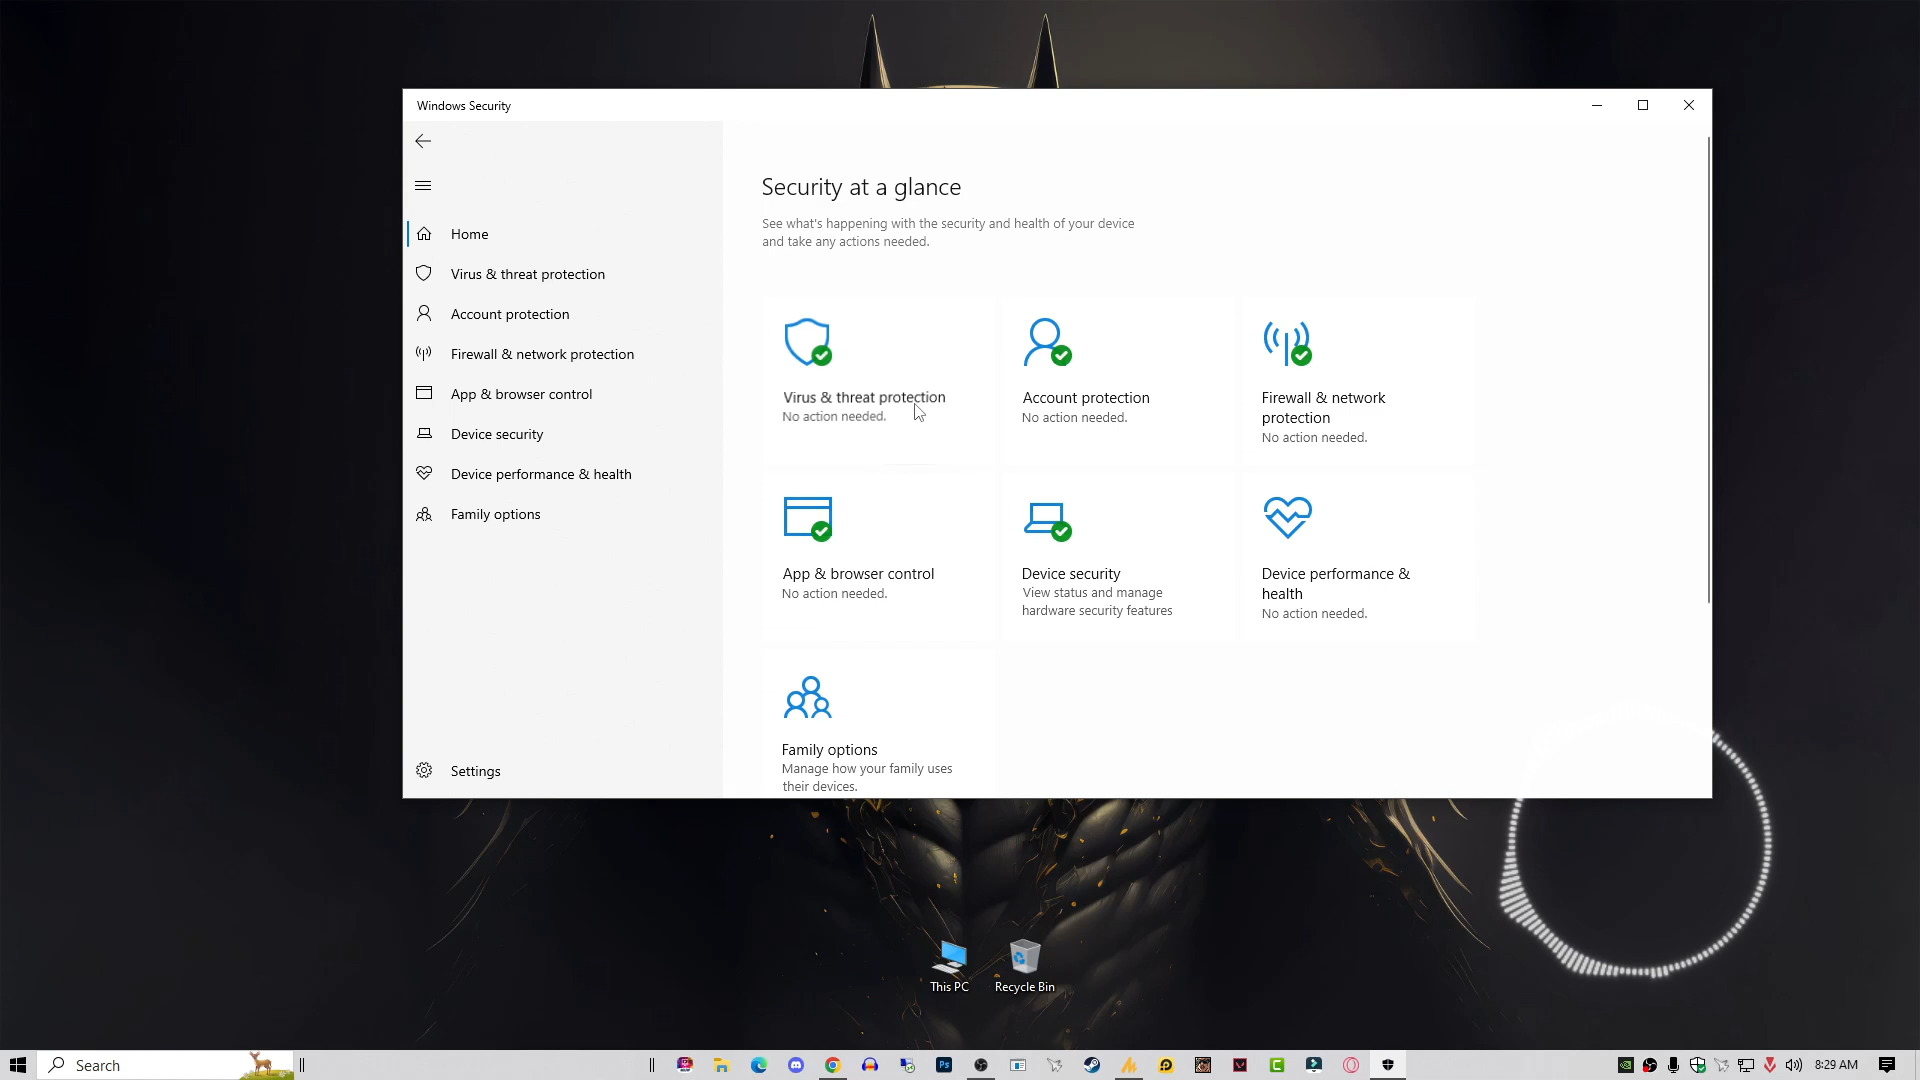 Windows Security
Home
Virus & threat protection
Account protection
Firewall & network protection
App & browser control
Device security
Device performance & health
Family options
Settings
Security at a glance
See what's happening with the security and health of your device
and take any actions needed.
Virus & threat protection
No action needed.
Account protection
No action needed.
Firewall & network
protection
No action needed.
App & browser control
No action needed.
Device security
View status and manage
hardware security features
Device performance &
health
No action needed.
Family options
Manage how your family uses
their devices.
This PC
Recycle Bin
Search
Ps
8:29 AM